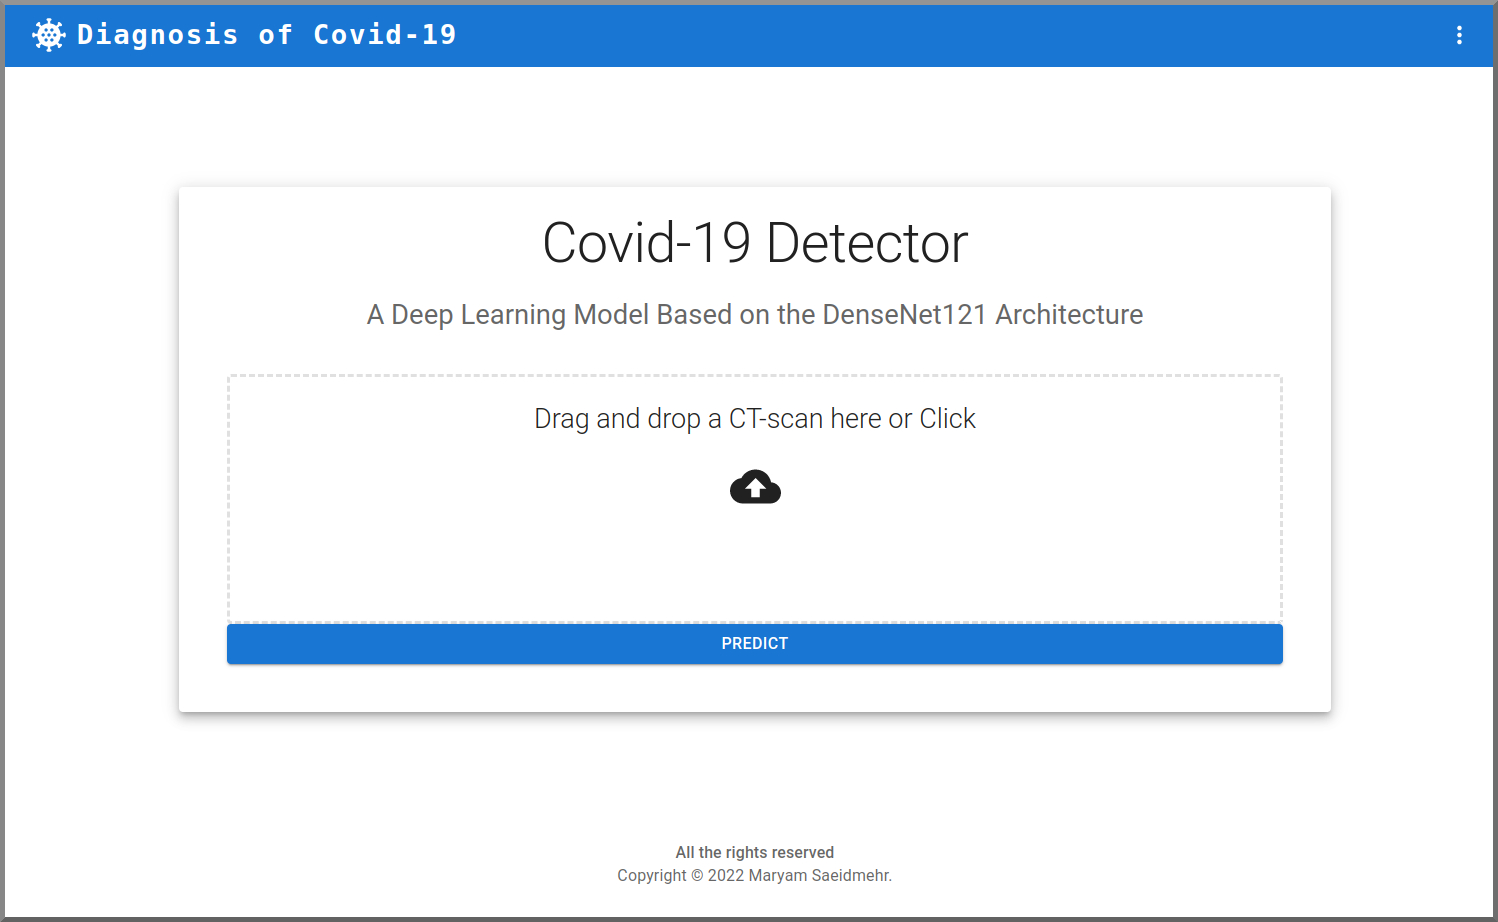 Diagnosis of Covid-19
Covid-19 Detector
A Deep Learning Model Based on the DenseNet121 Architecture
Drag and drop a CT-scan here or Click
PREDICT
All the rights reserved
Copyright © 2022 Maryam Saeidmehr.